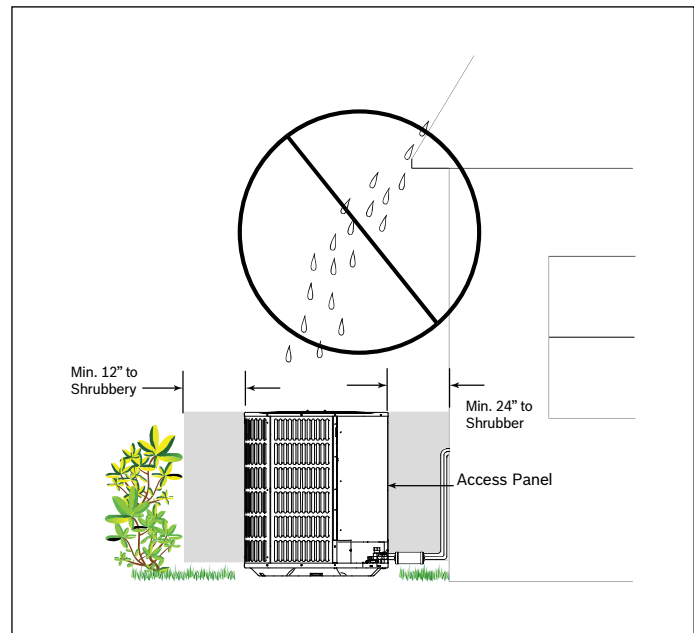 Min. 12” to
Shrubbery
Min. 24” to
Shrubber
Access Panel